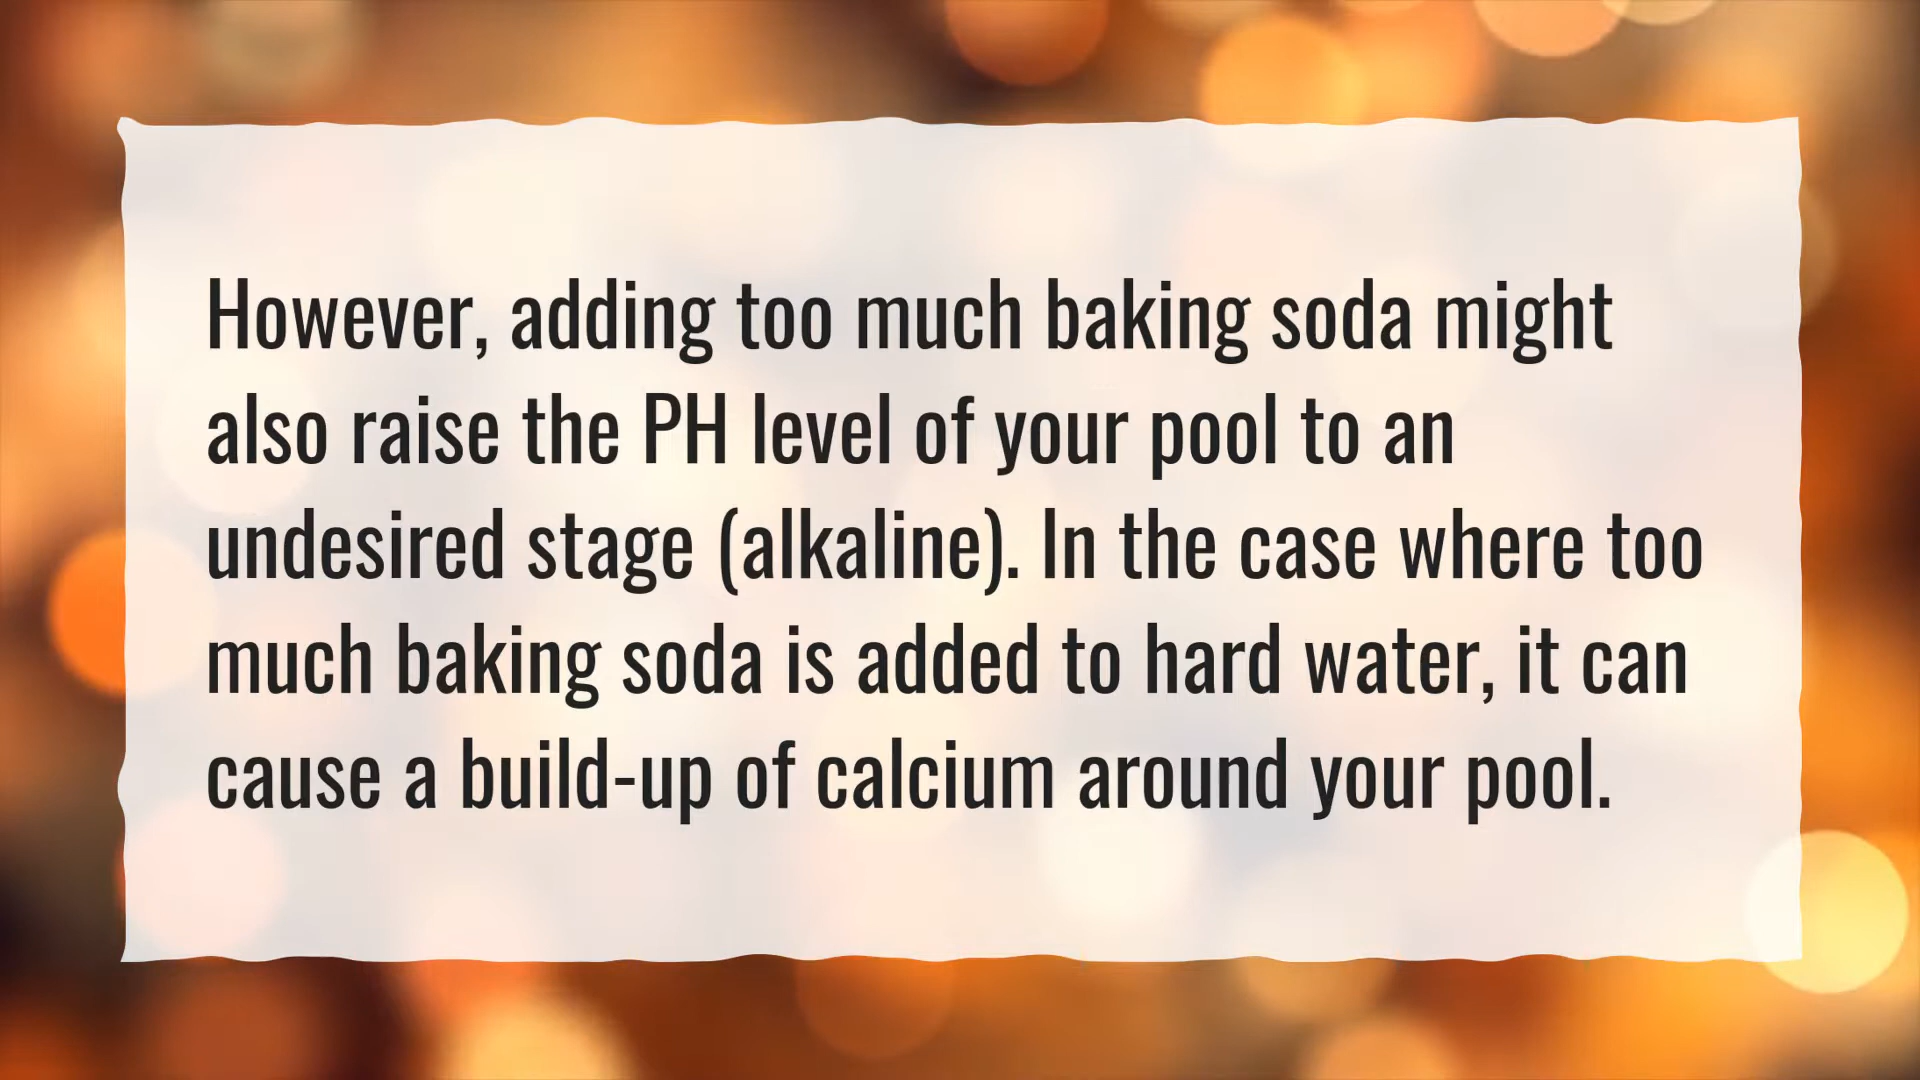 However, adding too much baking soda might
also raise the PH level of your pool to an
undesired stage (alkaline). In the case where too
much baking soda is added to hard water, it can
cause a build-up of calcium around your pool.